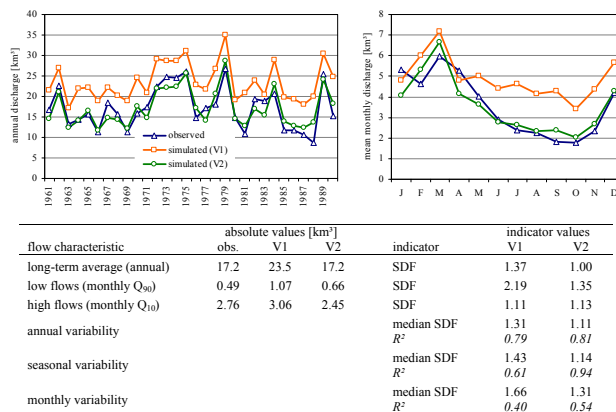 annual discharge [km³]
40
35
30
25
20
15
10
5
0
observed
simulated (V1)
simulated (V2)
1961 1963 1965 1967 1969 1971 1973 1975 1977 1979 1981 1983 1985 1987 1989
mean monthly discharge [km³]
8
7
6
5
4
3
2
1
0
J F M A M J J A S O N D
absolute values [km³] indicator values
flow characteristic obs. V1 V2 indicator V1 V2
long-term average (annual) 17.2 23.5 17.2 SDF 1.37 1.00
low flows (monthly Q₉₀) 0.49 1.07 0.66 SDF 2.19 1.35
high flows (monthly Q₁₀) 2.76 3.06 2.45 SDF 1.11 1.13
annual variability median SDF 1.31 1.11
R² 0.79 0.81
seasonal variability median SDF 1.43 1.14
R² 0.61 0.94
monthly variability median SDF 1.66 1.31
R² 0.40 0.54